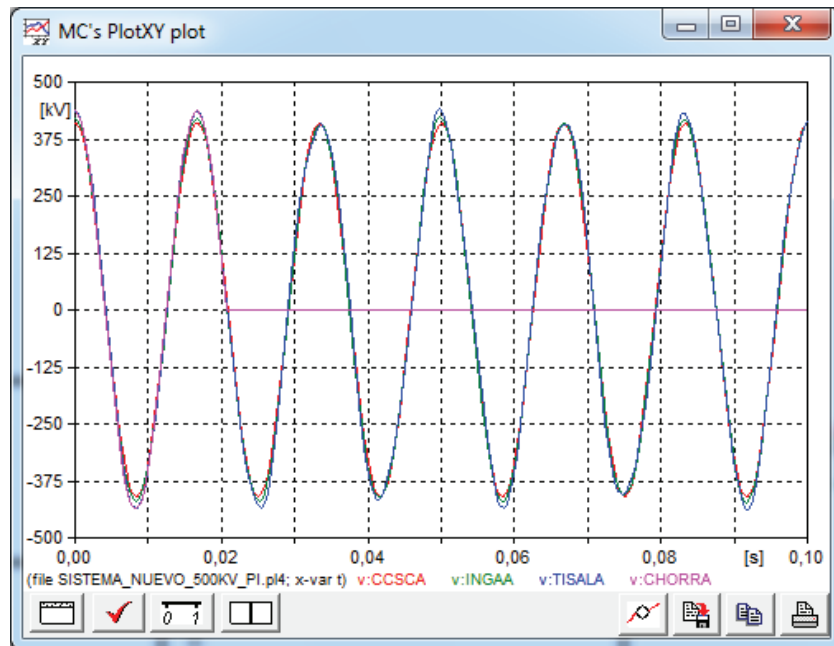 MC's PlotXY plot
500
[kV]
375
250
125
0
-125
-250
-375
-500
0,00 0,02 0,04 0,06 0,08 [s] 0,10
(file SISTEMA_NUEVO_500KV_PI.pl4; x-var t) v:CCSCA v:INGAA v:TISALA v:CHORRA
0 1